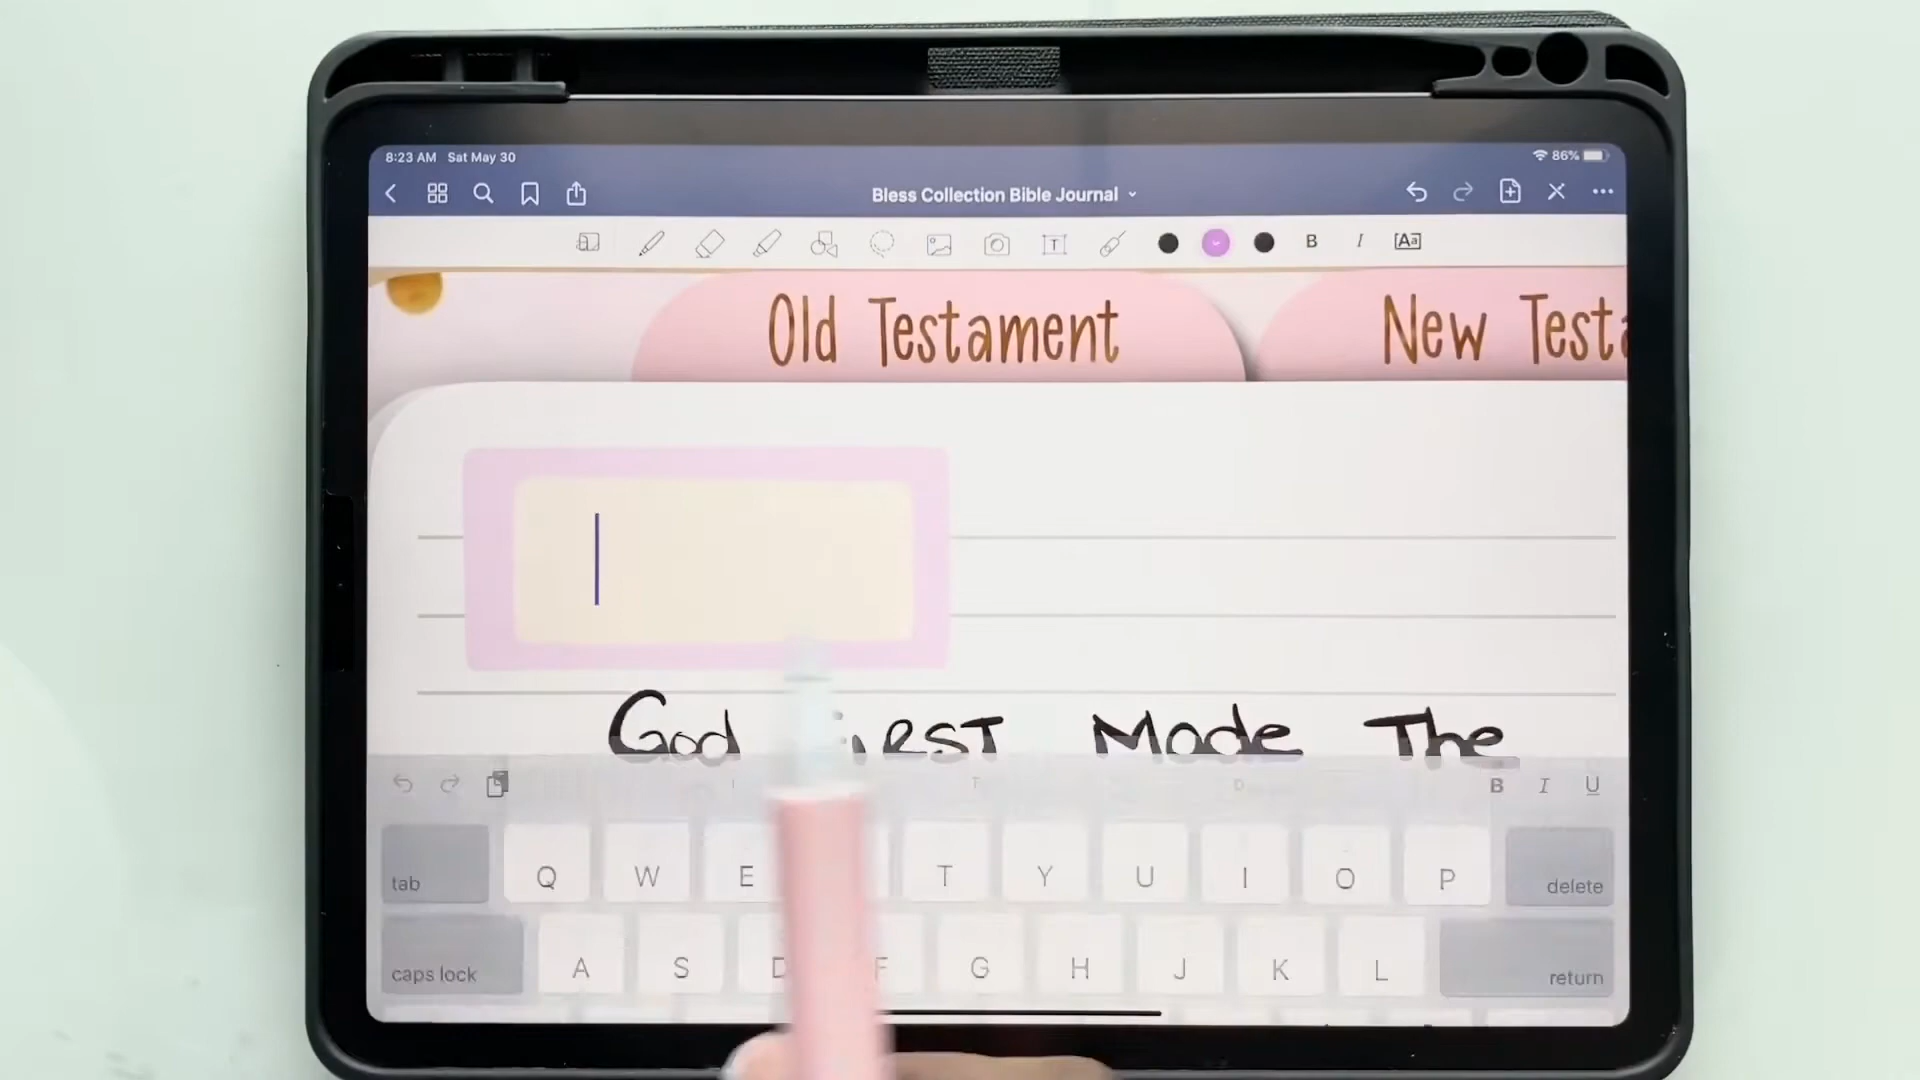 8:23 AM Sat May 30
86%
Bless Collection Bible Journal
T
B I Aa
Old Testament
New Testa
God First Made The
B I U
tab Q W E T Y U I O P delete
caps lock A S D F G H J K L return